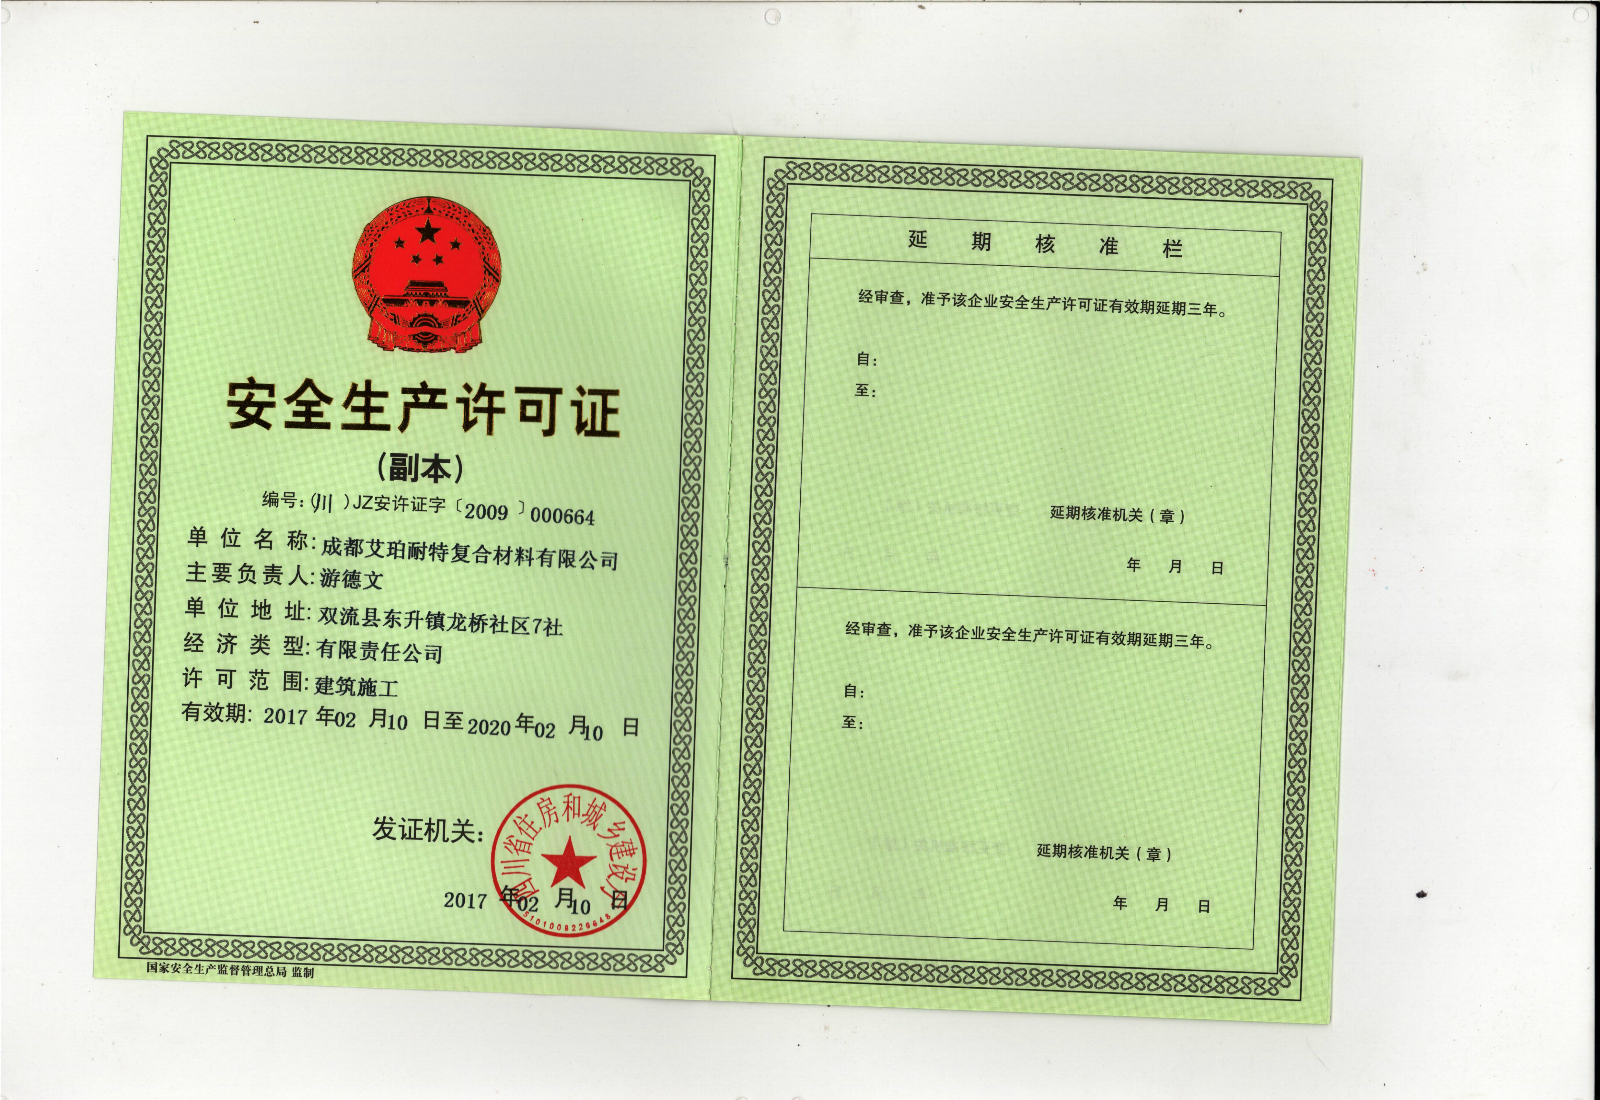 安全生产许可证
(副本)
编号:(川)JZ安许证字〔2009〕000664
单位名称:成都艾珀耐特复合材料有限公司
主要负责人:游德文
单位地址:双流县东升镇龙桥社区7社
经济类型:有限责任公司
许可范围:建筑施工
有效期:2017年02月10日至2020年02月10日
发证机关:
四川省住房和城乡建设厅
2017年02月10日
5101008229648
国家安全生产监督管理总局 监制
延期核准栏
经审查，准予该企业安全生产许可证有效期延期三年。
自:
至:
延期核准机关(章)
年 月 日
经审查，准予该企业安全生产许可证有效期延期三年。
自:
至:
延期核准机关(章)
年 月 日